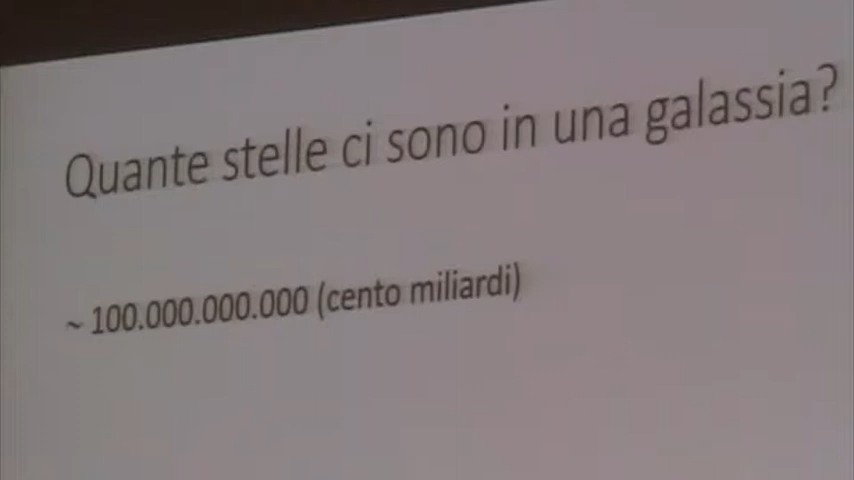 Quante stelle ci sono in una galassia?
~ 100.000.000.000 (cento miliardi)